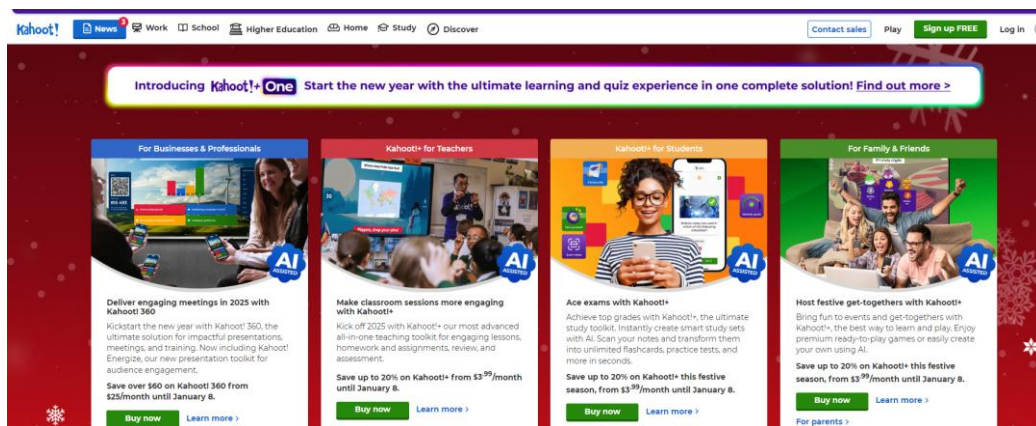 Kahoot!
News 3
Work
School
Higher Education
Home
Study
Discover
Contact sales
Play
Sign up FREE
Log in
Introducing Kahoot!+ One Start the new year with the ultimate learning and quiz experience in one complete solution! Find out more >
For Businesses & Professionals
AI
ASSISTED
Deliver engaging meetings in 2025 with
Kahoot! 360
Kickstart the new year with Kahoot! 360, the
ultimate solution for impactful presentations,
meetings, and training. Now including Kahoot!
Energize, our new presentation toolkit for
audience engagement.
Save over $60 on Kahoot! 360 from
$25/month until January 8.
Buy now
Learn more >
Kahoot!+ for Teachers
AI
ASSISTED
Make classroom sessions more engaging
with Kahoot!+
Kick off 2025 with Kahoot!+ our most advanced
all-in-one teaching toolkit for engaging lessons,
homework and assignments, review, and
assessment.
Save up to 20% on Kahoot!+ from $3.99/month
until January 8.
Buy now
Learn more >
Kahoot!+ for Students
AI
ASSISTED
Ace exams with Kahoot!+
Achieve top grades with Kahoot!+, the ultimate
study toolkit. Instantly create smart study sets
with AI. Scan your notes and transform them
into unlimited flashcards, practice tests, and
more in seconds.
Save up to 20% on Kahoot!+ this festive
season, from $3.99/month until January 8.
Buy now
Learn more >
For Family & Friends
AI
ASSISTED
Host festive get-togethers with Kahoot!+
Bring fun to events and get-togethers with
Kahoot!+, the best way to learn and play. Enjoy
premium ready-to-play games or easily create
your own using AI.
Save up to 20% on Kahoot!+ this festive
season, from $3.99/month until January 8.
Buy now
Learn more >
For parents >